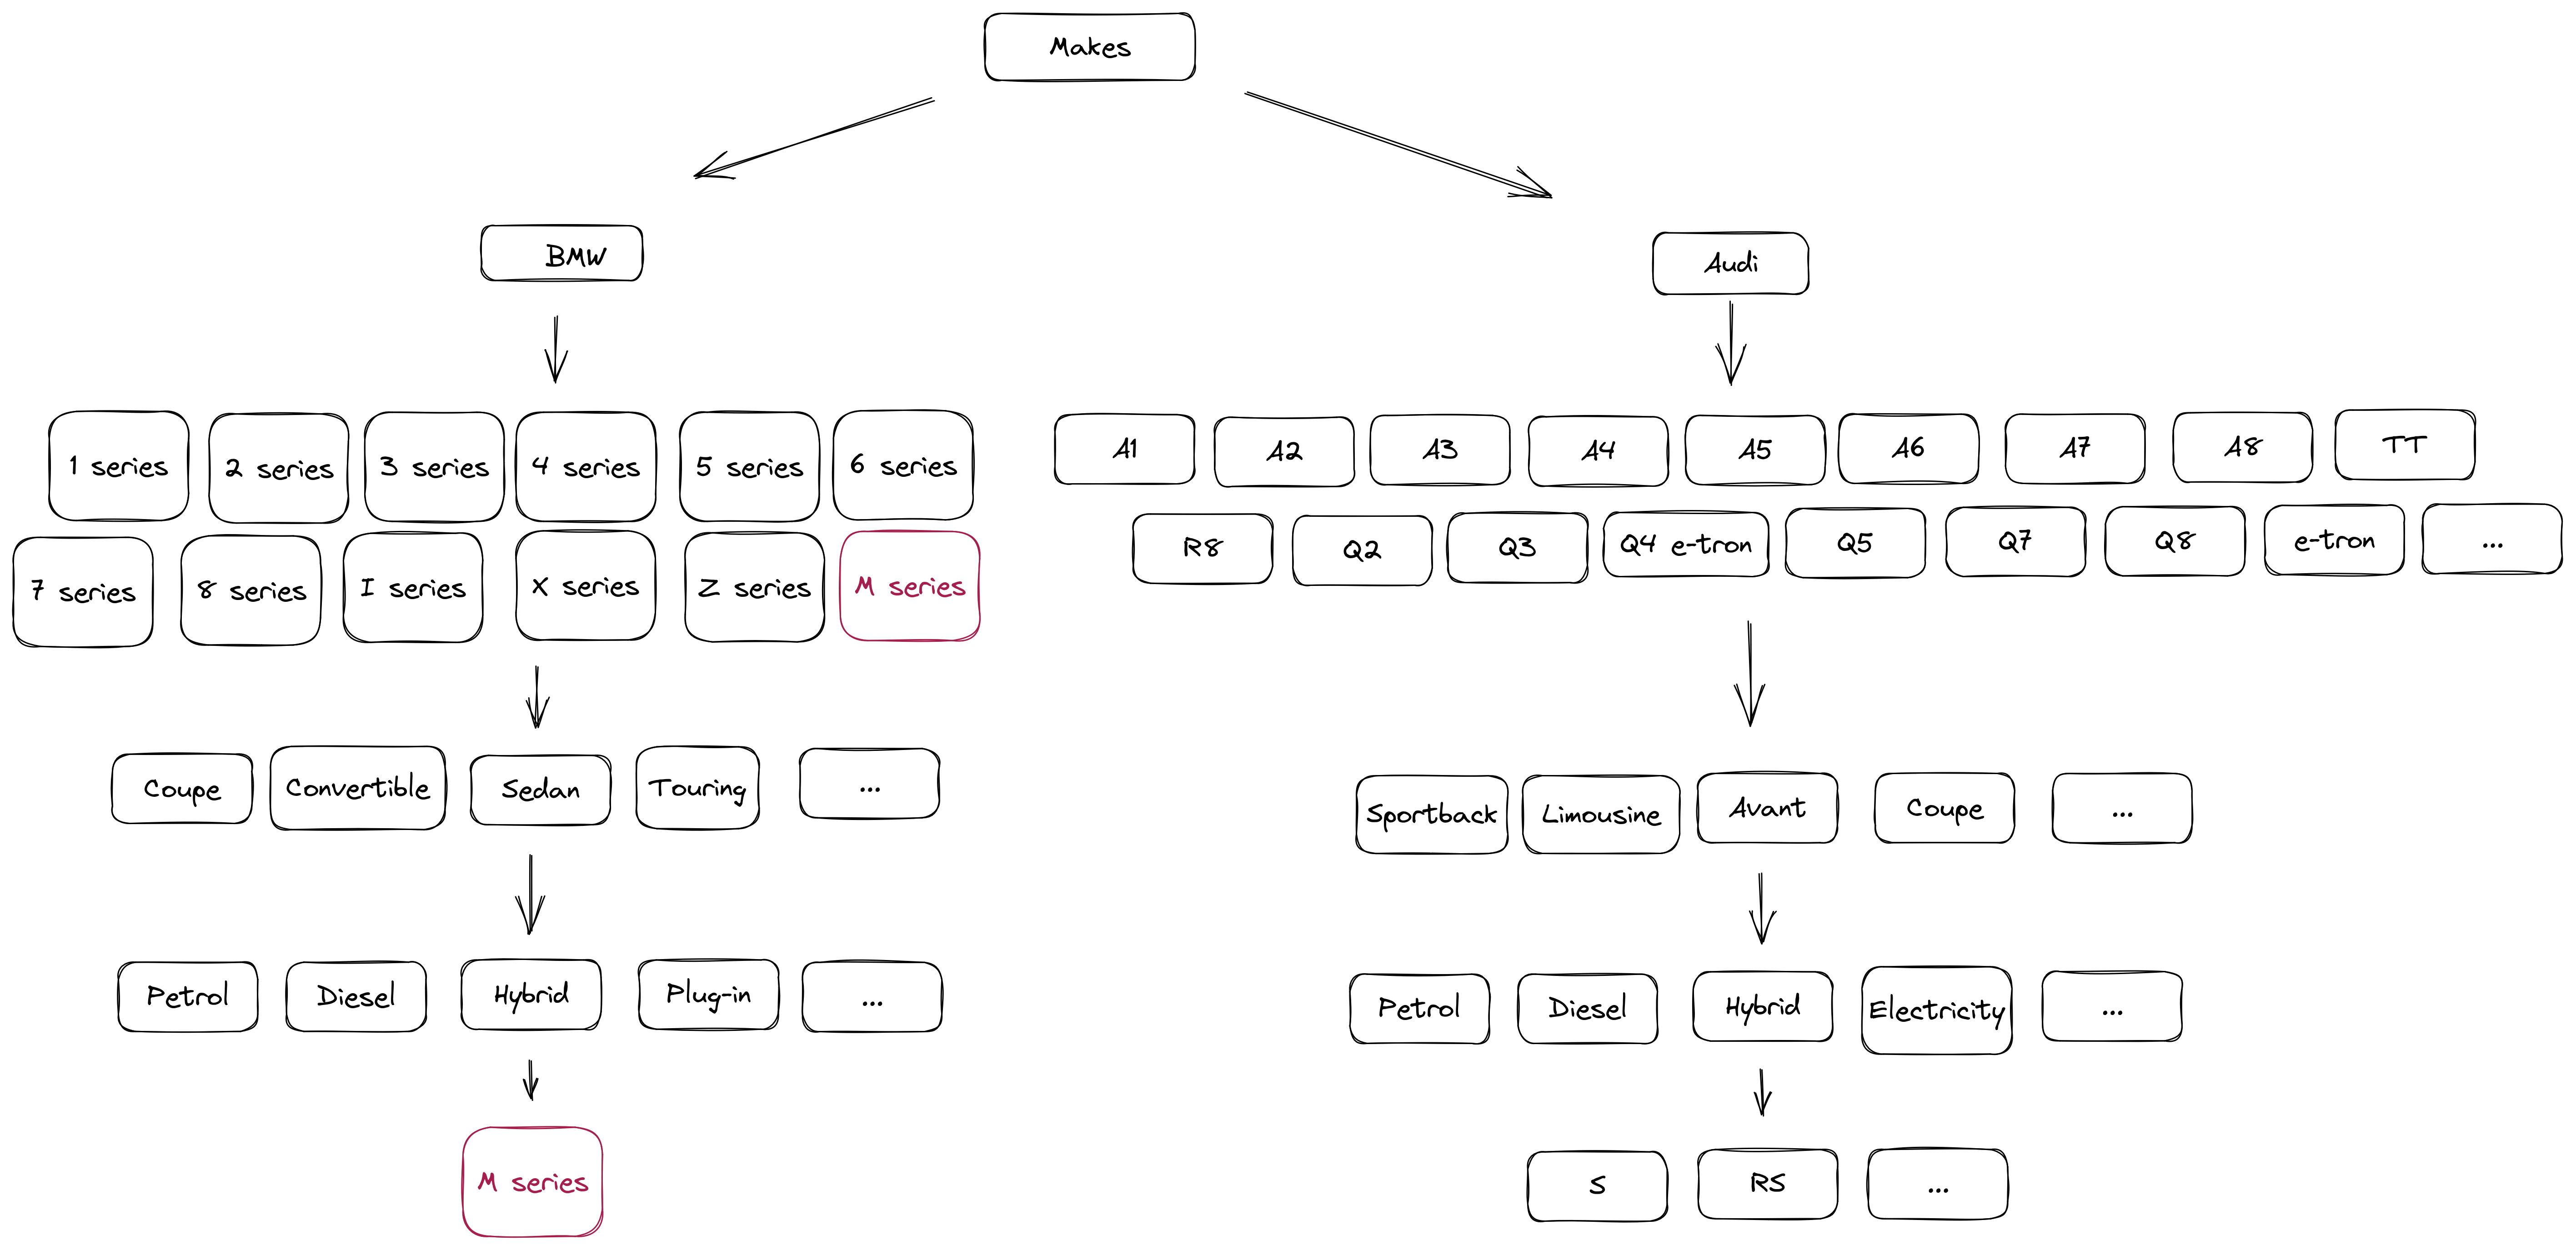 Makes
BMW
Audi
1 series
2 series
3 series
4 series
5 series
6 series
7 series
8 series
I series
X series
Z series
M series
A1
A2
A3
A4
A5
A6
A7
A8
TT
R8
Q2
Q3
Q4 e-tron
Q5
Q7
Q8
e-tron
...
Coupe
Convertible
Sedan
Touring
...
Sportback
Limousine
Avant
Coupe
...
Petrol
Diesel
Hybrid
Plug-in
...
Petrol
Diesel
Hybrid
Electricity
...
M series
S
RS
...